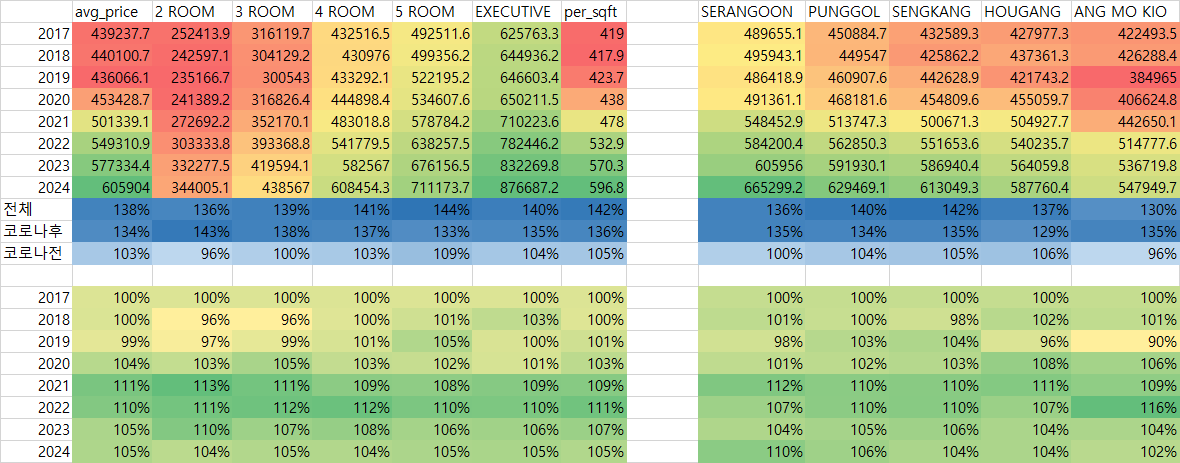 avg_price 2 ROOM 3 ROOM 4 ROOM 5 ROOM EXECUTIVE per_sqft SERANGOON PUNGGOL SENGKANG HOUGANG ANG MO KIO
2017 439237.7 252413.9 316119.7 432516.5 492511.6 625763.3 419 489655.1 450884.7 432589.3 427977.3 422493.5
2018 440100.7 242597.1 304129.2 430976 499356.2 644936.2 417.9 495943.1 449547 425862.2 437361.3 426288.4
2019 436066.1 235166.7 300543 433292.1 522195.2 646603.4 423.7 486418.9 460907.6 442628.9 421743.2 384965
2020 453428.7 241389.2 316826.4 444898.4 534607.6 650211.5 438 491361.1 468181.6 454809.6 455059.7 406624.8
2021 501339.1 272692.2 352170.1 483018.8 578784.2 710223.6 478 548452.9 513747.3 500671.3 504927.7 442650.1
2022 549310.9 303333.8 393368.8 541779.5 638257.5 782446.2 532.9 584200.4 562850.3 551653.6 540235.7 514777.6
2023 577334.4 332277.5 419594.1 582567 676156.5 832269.8 570.3 605956 591930.1 586940.4 564059.8 536719.8
2024 605904 344005.1 438567 608454.3 711173.7 876687.2 596.8 665299.2 629469.1 613049.3 587760.4 547949.7
전체 138% 136% 139% 141% 144% 140% 142% 136% 140% 142% 137% 130%
코로나후 134% 143% 138% 137% 133% 135% 136% 135% 134% 135% 129% 135%
코로나전 103% 96% 100% 103% 109% 104% 105% 100% 104% 105% 106% 96%
2017 100% 100% 100% 100% 100% 100% 100% 100% 100% 100% 100% 100%
2018 100% 96% 96% 100% 101% 103% 100% 101% 100% 98% 102% 101%
2019 99% 97% 99% 101% 105% 100% 101% 98% 103% 104% 96% 90%
2020 104% 103% 105% 103% 102% 101% 103% 101% 102% 103% 108% 106%
2021 111% 113% 111% 109% 108% 109% 109% 112% 110% 110% 111% 109%
2022 110% 111% 112% 112% 110% 110% 111% 107% 110% 110% 107% 116%
2023 105% 110% 107% 108% 106% 106% 107% 104% 105% 106% 104% 104%
2024 105% 104% 105% 104% 105% 105% 105% 110% 106% 104% 104% 102%